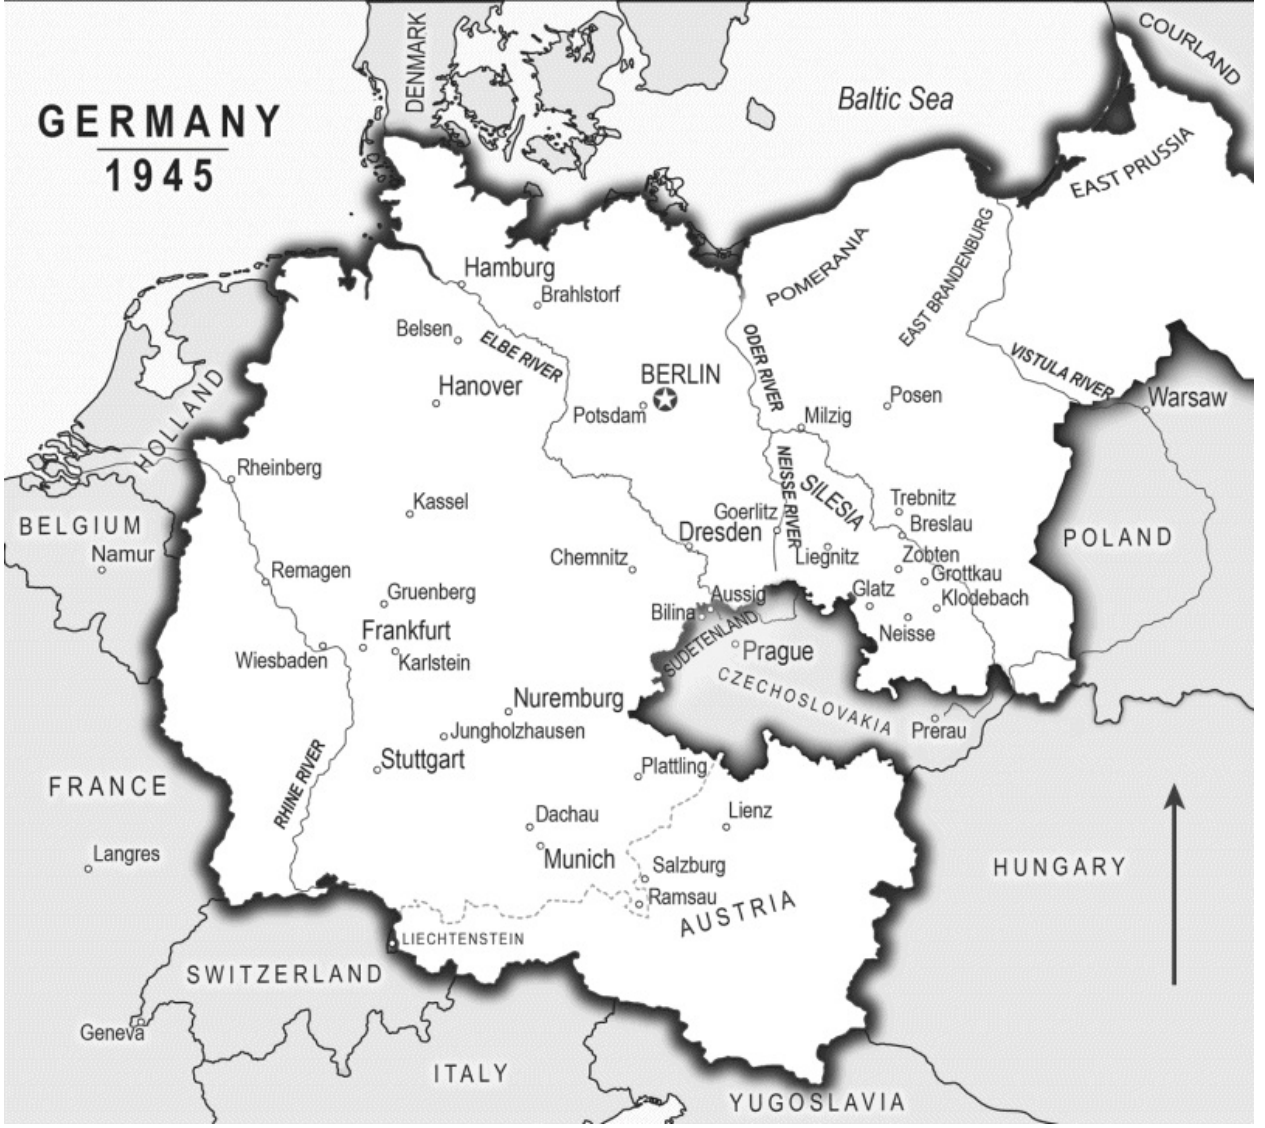 GERMANY
1945
DENMARK
COURLAND
Baltic Sea
EAST PRUSSIA
POMERANIA
EAST BRANDENBURG
Hamburg
Brahlstorf
Belsen
ELBE RIVER
ODER RIVER
VISTULA RIVER
Hanover
BERLIN
Potsdam
Posen
Milzig
Warsaw
HOLLAND
Rheinberg
NEISSE RIVER
SILESIA
Kassel
Trebnitz
BELGIUM
Goerlitz
Breslau
Dresden
POLAND
Namur
Chemnitz
Liegnitz
Zobten
Remagen
Grottkau
Gruenberg
Aussig
Glatz
Klodebach
Bilina
Frankfurt
SUDETENLAND
Neisse
Wiesbaden
Karlstein
Prague
CZECHOSLOVAKIA
Nuremburg
Jungholzhausen
Prerau
Stuttgart
Plattling
RHINE RIVER
FRANCE
Dachau
Lienz
Langres
Munich
Salzburg
HUNGARY
Ramsau
AUSTRIA
LIECHTENSTEIN
SWITZERLAND
Geneva
ITALY
YUGOSLAVIA